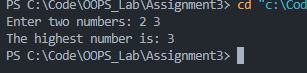 PS C:\Code\OOPS_Lab\Assignment3> cd "c:\Cod
Enter two numbers: 2 3
The highest number is: 3
PS C:\Code\OOPS_Lab\Assignment3>